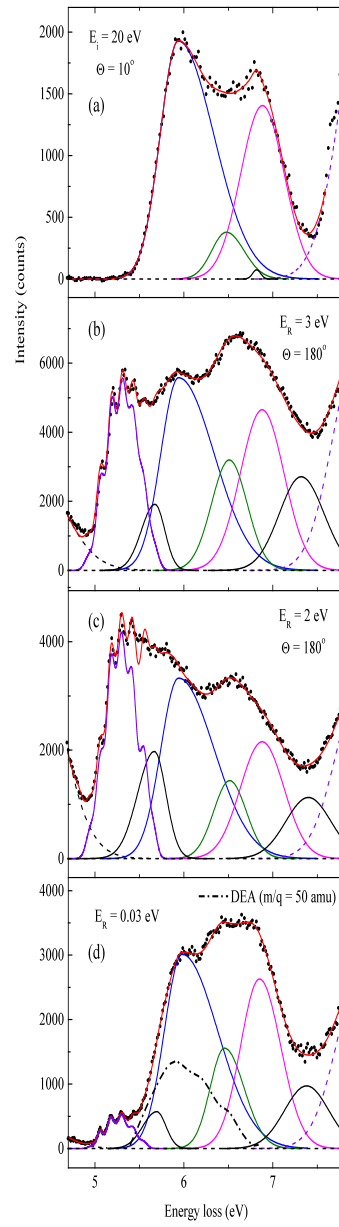 E_i = 20 eV
Θ = 10°
(a)
2000
1500
1000
500
0
Intensity (counts)
(b)
E_R = 3 eV
Θ = 180°
6000
4000
2000
0
(c)
E_R = 2 eV
Θ = 180°
4000
2000
0
DEA (m/q = 50 amu)
E_R = 0.03 eV
(d)
4000
3000
2000
1000
0
5 6 7
Energy loss (eV)